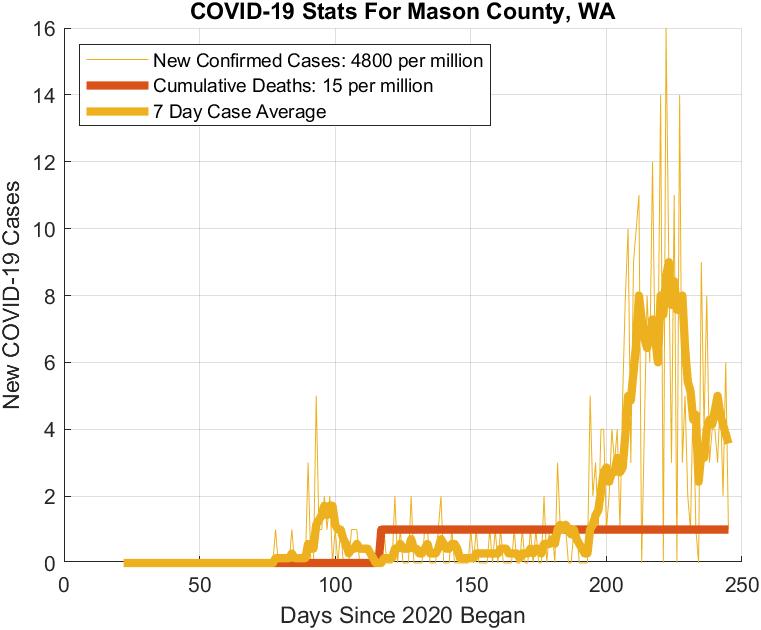 COVID-19 Stats For Mason County, WA
New Confirmed Cases: 4800 per million
Cumulative Deaths: 15 per million
7 Day Case Average
New COVID-19 Cases
16
14
12
10
8
6
4
2
0
0 50 100 150 200 250
Days Since 2020 Began